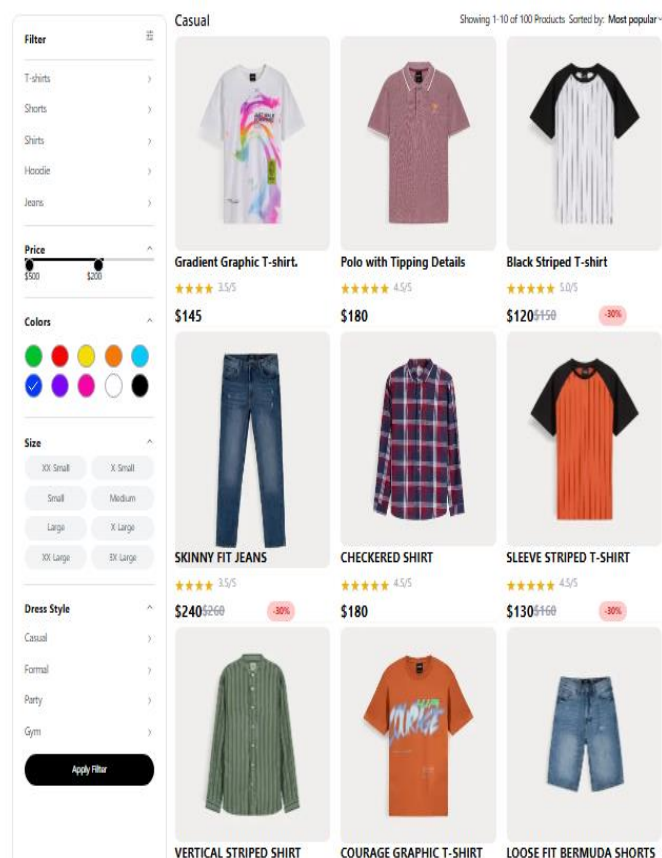 Casual
Showing 1-10 of 100 Products Sorted by: Most popular
Filter
T-shirts
Shorts
Shirts
Hoodie
Jeans
Price
$500 $200
Colors
Size
XX Small X Small
Small Medium
Large X Large
XX Large 3X Large
Dress Style
Casual
Formal
Party
Gym
Apply Filter
Gradient Graphic T-shirt.
3.5/5
$145
Polo with Tipping Details
4.5/5
$180
Black Striped T-shirt
5.0/5
$120 $150 -30%
SKINNY FIT JEANS
3.5/5
$240 $260 -30%
CHECKERED SHIRT
4.5/5
$180
SLEEVE STRIPED T-SHIRT
4.5/5
$130 $160 -30%
VERTICAL STRIPED SHIRT
COURAGE
COURAGE GRAPHIC T-SHIRT
LOOSE FIT BERMUDA SHORTS